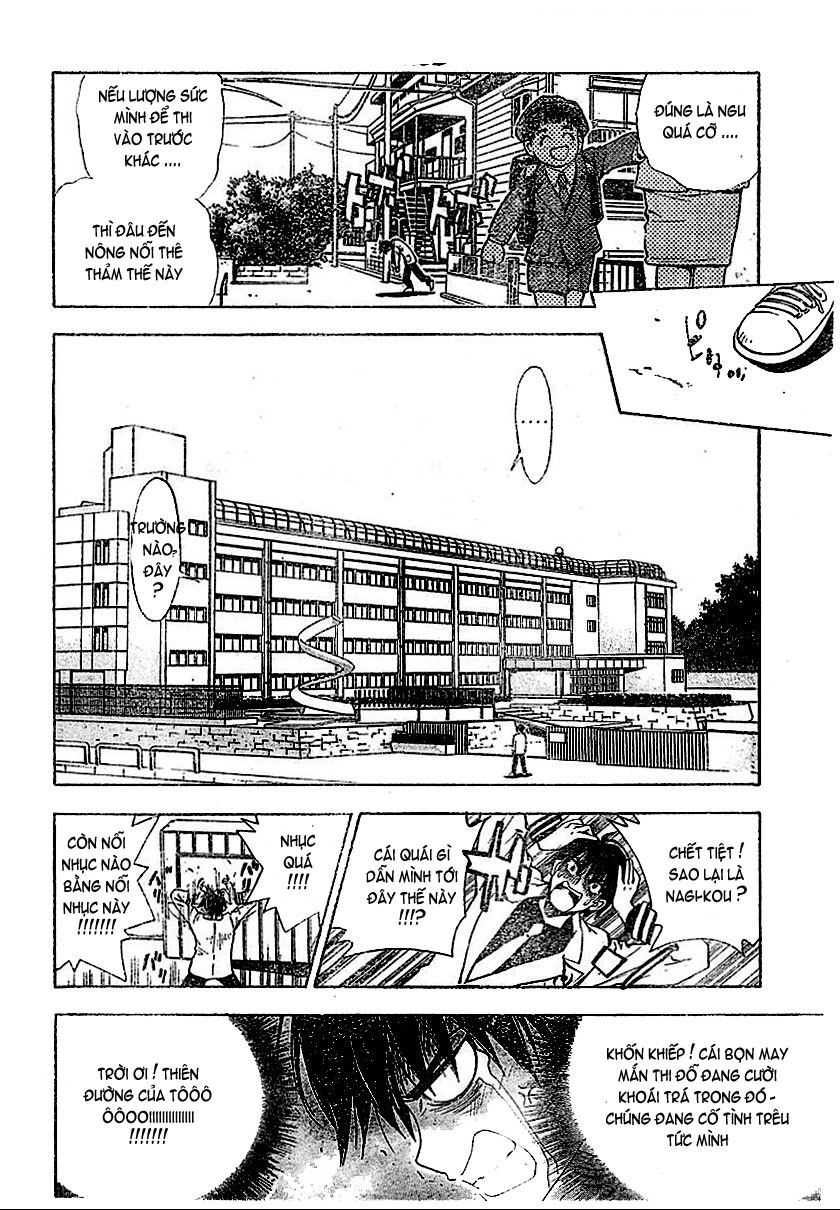 ĐÚNG LÀ NGU
QUÁ CỠ ....
NẾU LƯỢNG SỨC
MÌNH ĐỂ THI
VÀO TRƯỚC
KHÁC ....
THÌ ĐÂU ĐẾN
NÔNG NỖI THÊ
THẢM THẾ NÀY
....
TRƯỜNG
NÀO
ĐÂY
?
CHẾT TIỆT !
SAO LẠI LÀ
NAGI-KOU ?
CÁI QUÁI GÌ
DẪN MÌNH TỚI
ĐÂY THẾ NÀY
!!!?
NHỤC
QUÁ
!!!!
CÒN NỖI
NHỤC NÀO
BẰNG NỖI
NHỤC NÀY
!!!!!!!
KHỐN KHIẾP ! CÁI BỌN MAY
MẮN THI ĐỖ ĐANG CƯỜI
KHOÁI TRÁ TRONG ĐÓ -
CHÚNG ĐANG CỐ TÌNH TRÊU
TỨC MÌNH
TRỜI ƠI ! THIÊN
ĐƯỜNG CỦA TÔÔÔ
ÔÔOOIIIIIIIIIIIIII
!!!!!!!